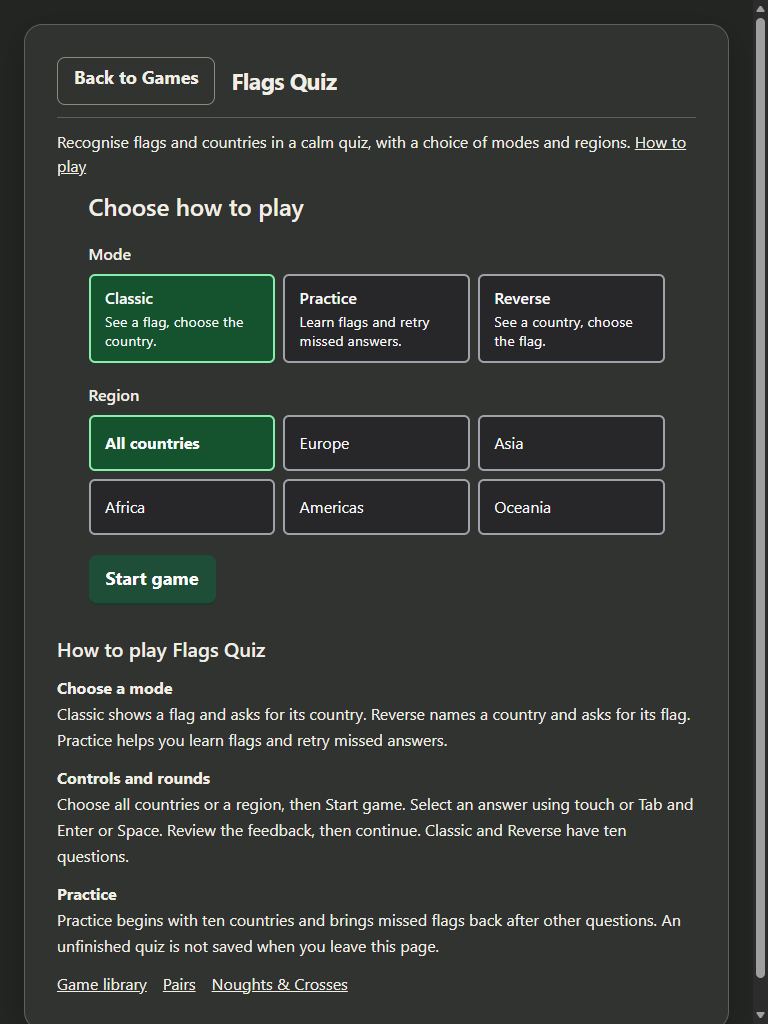 Back to Games
Flags Quiz
Recognise flags and countries in a calm quiz, with a choice of modes and regions. How to
play
Choose how to play
Mode
Classic
See a flag, choose the
country.
Practice
Learn flags and retry
missed answers.
Reverse
See a country, choose
the flag.
Region
All countries
Europe
Asia
Africa
Americas
Oceania
Start game
How to play Flags Quiz
Choose a mode
Classic shows a flag and asks for its country. Reverse names a country and asks for its flag.
Practice helps you learn flags and retry missed answers.
Controls and rounds
Choose all countries or a region, then Start game. Select an answer using touch or Tab and
Enter or Space. Review the feedback, then continue. Classic and Reverse have ten
questions.
Practice
Practice begins with ten countries and brings missed flags back after other questions. An
unfinished quiz is not saved when you leave this page.
Game library
Pairs
Noughts & Crosses